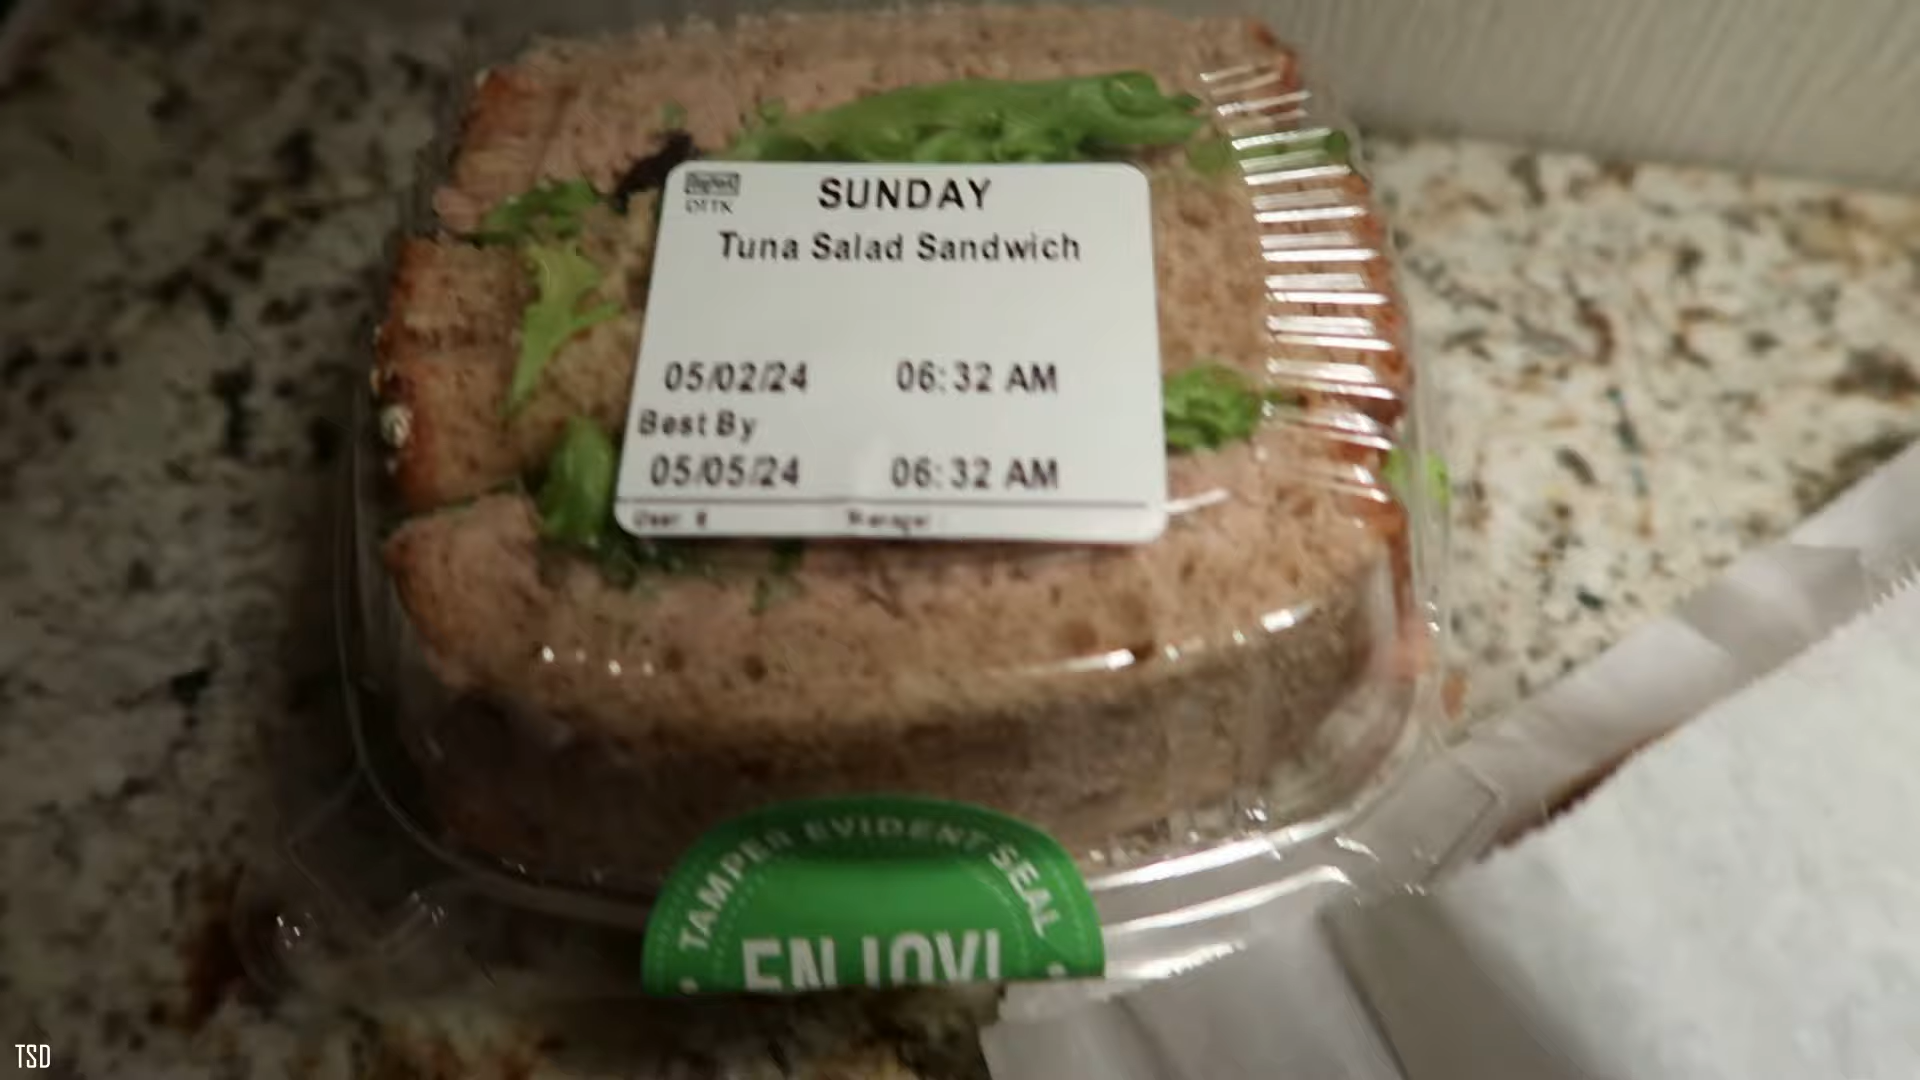 SUNDAY
Tuna Salad Sandwich
05/02/24 06:32 AM
Best By
05/05/24 06:32 AM
TAMPER EVIDENT SEAL
ENJOY!
TSD